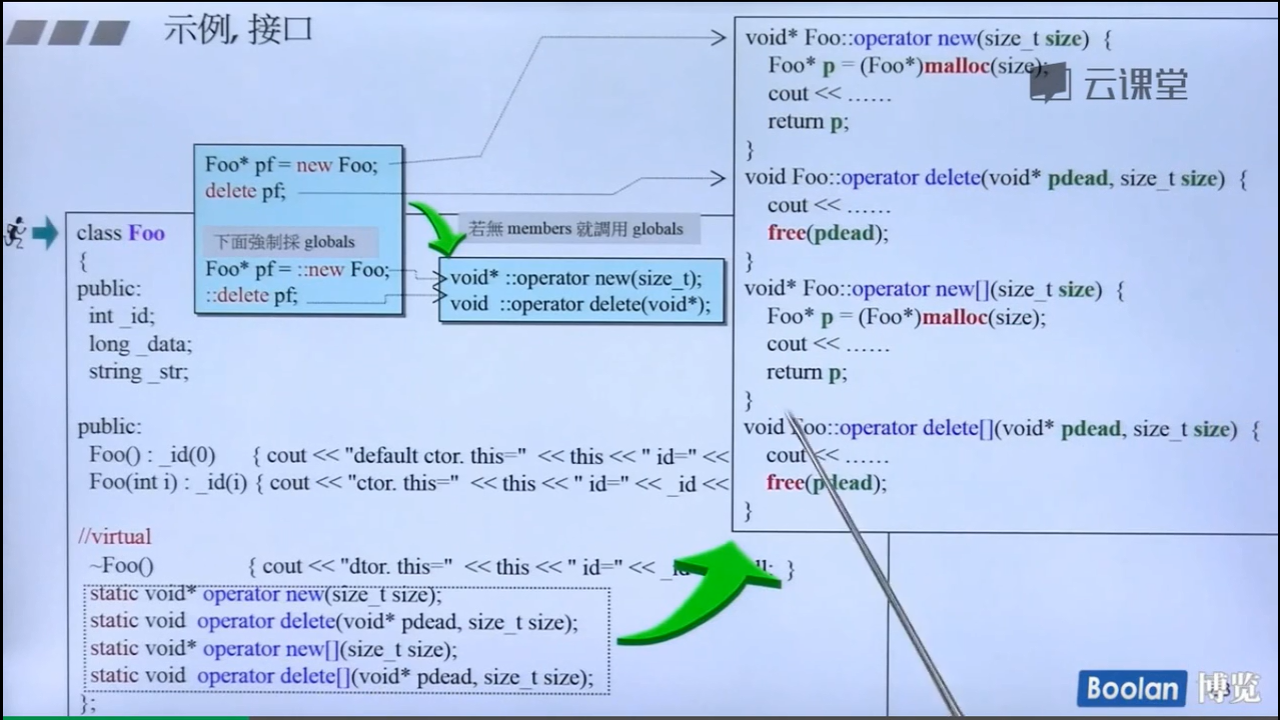 示例, 接口
云课堂
Foo* pf = new Foo;
delete pf;
下面強制採 globals
Foo* pf = ::new Foo;
::delete pf;
若無 members 就調用 globals
void* ::operator new(size_t);
void ::operator delete(void*);
class Foo
{
public:
int _id;
long _data;
string _str;
public:
Foo() : _id(0) { cout << "default ctor. this=" << this << " id=" <<
Foo(int i) : _id(i) { cout << "ctor. this=" << this << " id=" << _id <<
//virtual
~Foo() { cout << "dtor. this=" << this << " id=" << }
static void* operator new(size_t size);
static void operator delete(void* pdead, size_t size);
static void* operator new[](size_t size);
static void operator delete[](void* pdead, size_t size);
};
void* Foo::operator new(size_t size) {
Foo* p = (Foo*)malloc(size);
cout << ……
return p;
}
void Foo::operator delete(void* pdead, size_t size) {
cout << ……
free(pdead);
}
void* Foo::operator new[](size_t size) {
Foo* p = (Foo*)malloc(size);
cout << ……
return p;
}
void Foo::operator delete[](void* pdead, size_t size) {
cout << ……
free(pdead);
}
Boolan 博览